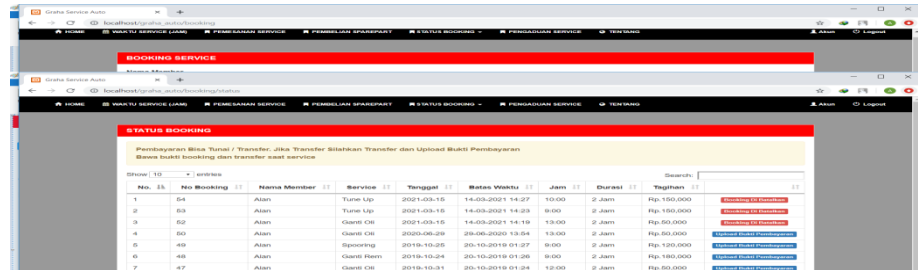 Graha Service Auto
localhost/graha_auto/booking
HOME WAKTU SERVICE (JAM) PEMESANAN SERVICE PEMBELIAN SPAREPART STATUS BOOKING PENGADUAN SERVICE TENTANG Akun Logout
BOOKING SERVICE
Nama Member
Graha Service Auto
localhost/graha_auto/booking/status
HOME WAKTU SERVICE (JAM) PEMESANAN SERVICE PEMBELIAN SPAREPART STATUS BOOKING PENGADUAN SERVICE TENTANG Akun Logout
STATUS BOOKING
Pembayaran Bisa Tunai / Transfer. Jika Transfer Silahkan Transfer dan Upload Bukti Pembayaran
Bawa bukti booking dan transfer saat service
Show 10 entries Search:
No. No Booking Nama Member Service Tanggal Batas Waktu Jam Durasi Tagihan
1 54 Alan Tune Up 2021-03-15 14-03-2021 14:27 10:00 2 Jam Rp.150,000 Booking Di Batalkan
2 53 Alan Tune Up 2021-03-15 14-03-2021 14:23 9:00 2 Jam Rp.150,000 Booking Di Batalkan
3 52 Alan Ganti Oli 2021-03-15 14-03-2021 14:19 13:00 2 Jam Rp.50,000 Booking Di Batalkan
4 50 Alan Ganti Oli 2020-06-29 29-06-2020 13:54 13:00 2 Jam Rp.50,000 Upload Bukti Pembayaran
5 49 Alan Spooring 2019-10-25 20-10-2019 01:27 9:00 2 Jam Rp.120,000 Upload Bukti Pembayaran
6 48 Alan Ganti Rem 2019-10-24 20-10-2019 01:26 9:00 2 Jam Rp.180,000 Upload Bukti Pembayaran
7 47 Alan Ganti Oli 2019-10-31 20-10-2019 01:24 12:00 2 Jam Rp.50,000 Upload Bukti Pembayaran